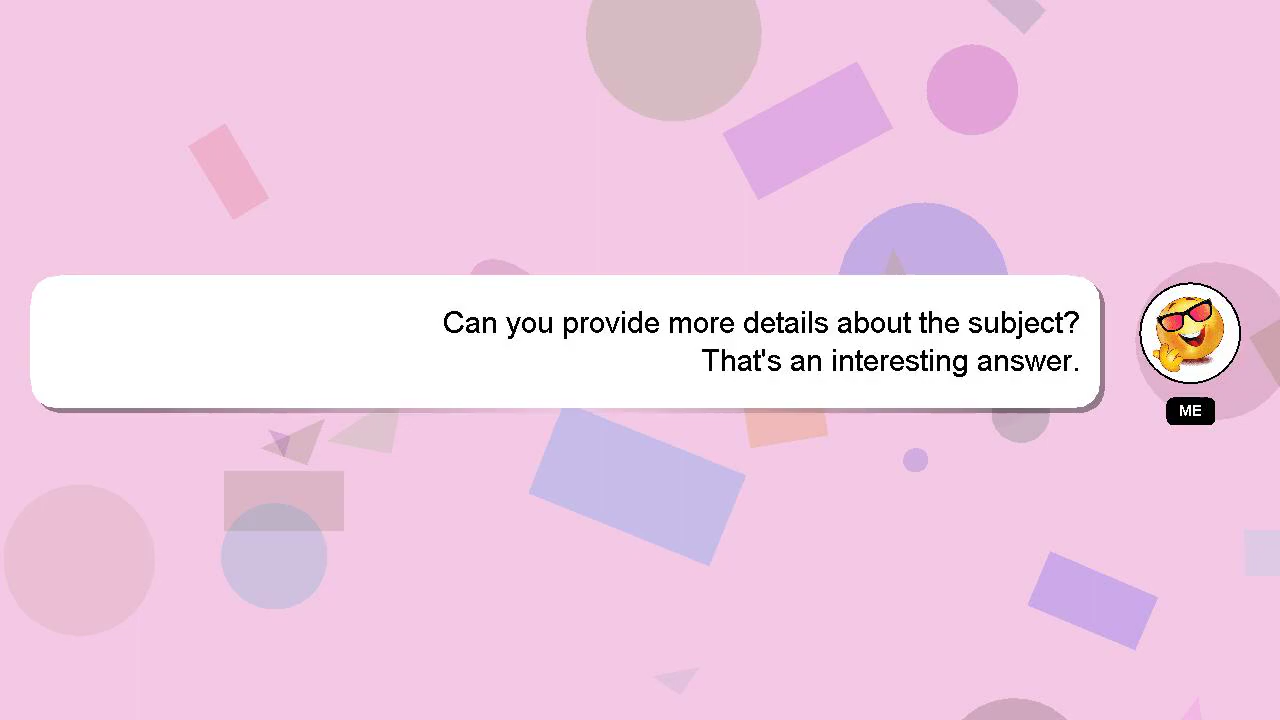 Can you provide more details about the subject?
That's an interesting answer.
ME